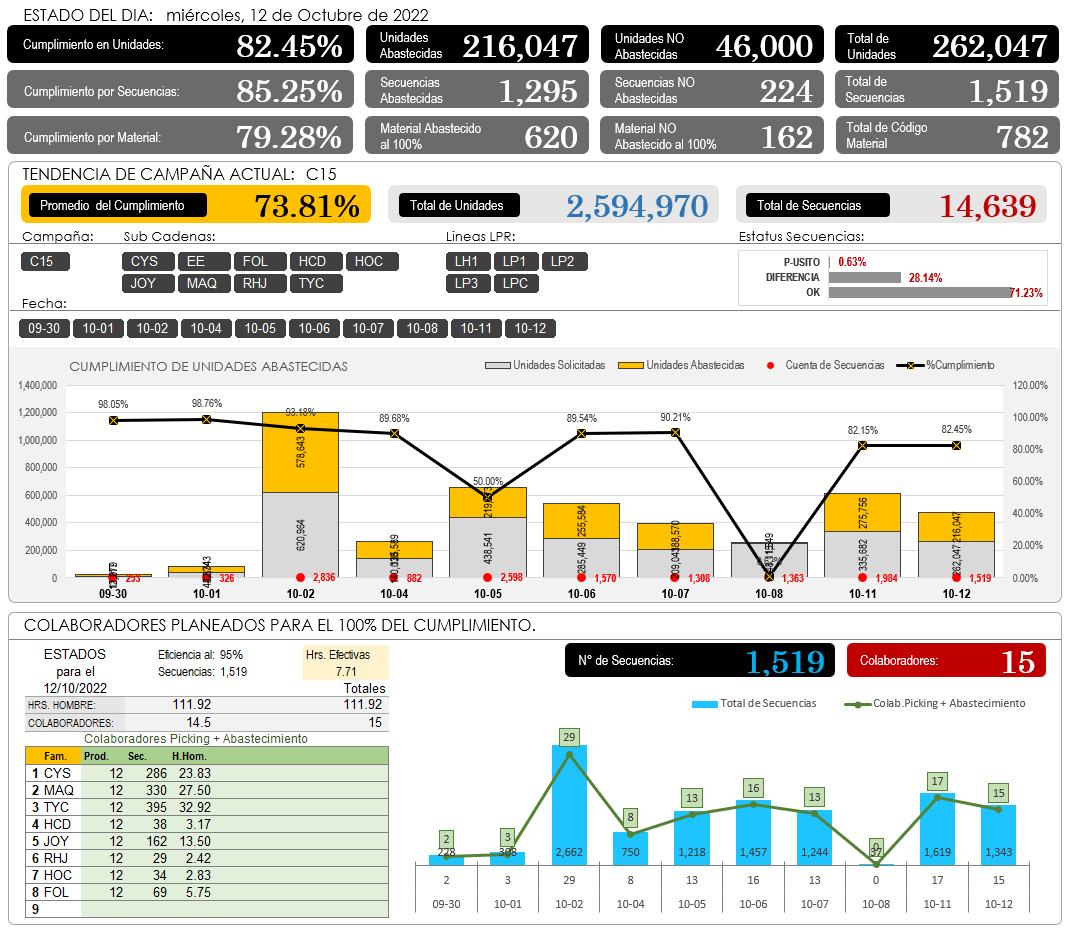 ESTADO DEL DIA: miércoles, 12 de Octubre de 2022
Cumplimiento en Unidades: 82.45%
Unidades Abastecidas 216,047
Unidades NO Abastecidas 46,000
Total de Unidades 262,047
Cumplimiento por Secuencias: 85.25%
Secuencias Abastecidas 1,295
Secuencias NO Abastecidas 224
Total de Secuencias 1,519
Cumplimiento por Material: 79.28%
Material Abastecido al 100% 620
Material NO Abastecido al 100% 162
Total de Código Material 782
TENDENCIA DE CAMPAÑA ACTUAL: C15
Promedio del Cumplimiento 73.81%
Total de Unidades 2,594,970
Total de Secuencias 14,639
Campaña: Sub Cadenas: Lineas LPR: Estatus Secuencias:
C15 CYS EE FOL HCD HOC LH1 LP1 LP2
JOY MAQ RHJ TYC LP3 LPC
P-USITO 0.63%
DIFERENCIA 28.14%
OK 71.23%
Fecha:
09-30 10-01 10-02 10-04 10-05 10-06 10-07 10-08 10-11 10-12
CUMPLIMIENTO DE UNIDADES ABASTECIDAS
Unidades Solicitadas Unidades Abastecidas Cuenta de Secuencias %Cumplimiento
1,400,000 120.00%
1,200,000 100.00%
1,000,000 80.00%
800,000
600,000 60.00%
400,000 40.00%
200,000 20.00%
0 0.00%
98.05% 98.76% 93.18% 89.68% 50.00% 89.54% 90.21% 82.15% 82.45%
578,643 255,584 188,570 275,756 216,047
620,964 438,541 285,449 209,041 335,682 262,047
253 326 2,836 882 2,598 1,570 1,308 1,363 1,984 1,519
09-30 10-01 10-02 10-04 10-05 10-06 10-07 10-08 10-11 10-12
COLABORADORES PLANEADOS PARA EL 100% DEL CUMPLIMIENTO.
ESTADOS para el 12/10/2022
Eficiencia al: 95%
Secuencias: 1,519
Hrs. Efectivas
7.71
Totales
HRS. HOMBRE: 111.92 111.92
COLABORADORES: 14.5 15
Colaboradores Picking + Abastecimiento
Fam. Prod. Sec. H.Hom.
1 CYS 12 286 23.83
2 MAQ 12 330 27.50
3 TYC 12 395 32.92
4 HCD 12 38 3.17
5 JOY 12 162 13.50
6 RHJ 12 29 2.42
7 HOC 12 34 2.83
8 FOL 12 69 5.75
9
N° de Secuencias: 1,519
Colaboradores: 15
Total de Secuencias Colab.Picking + Abastecimiento
2 3 29 8 13 16 13 0 17 15
228 308 2,662 750 1,218 1,457 1,244 37 1,619 1,343
2 3 29 8 13 16 13 0 17 15
09-30 10-01 10-02 10-04 10-05 10-06 10-07 10-08 10-11 10-12